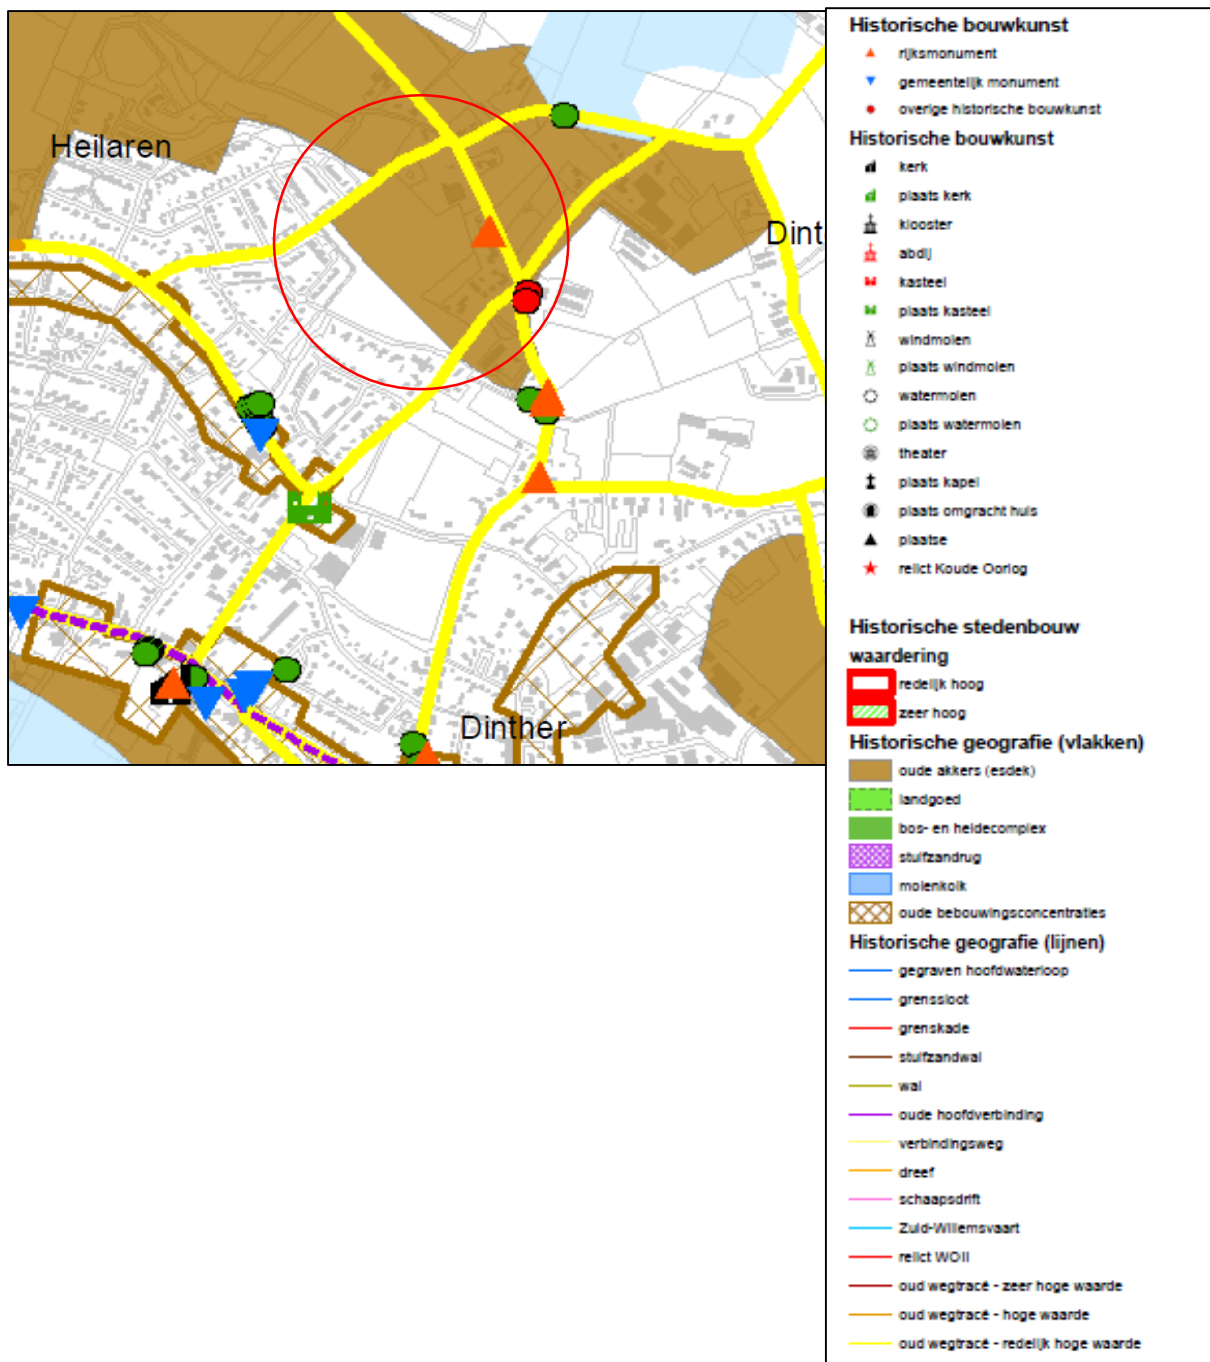 Heilaren
Dint
Dinther
Historische bouwkunst
rijksmonument
gemeentelijk monument
overige historische bouwkunst
Historische bouwkunst
kerk
plaats kerk
klooster
abdij
kasteel
plaats kasteel
windmolen
plaats windmolen
watermolen
plaats watermolen
theater
plaats kapel
plaats omgracht huis
plaatse
relict Koude Oorlog
Historische stedenbouw
waardering
redelijk hoog
zeer hoog
Historische geografie (vlakken)
oude akkers (esdek)
landgoed
bos- en heidecomplex
stuifzandrug
molenkolk
oude bebouwingsconcentraties
Historische geografie (lijnen)
gegraven hoofdwaterloop
grenssloot
grenskade
stuifzandwal
wal
oude hoofdverbinding
verbindingsweg
dreef
schaapsdrift
Zuid-Willemsvaart
relict WOII
oud wegtracé - zeer hoge waarde
oud wegtracé - hoge waarde
oud wegtracé - redelijk hoge waarde